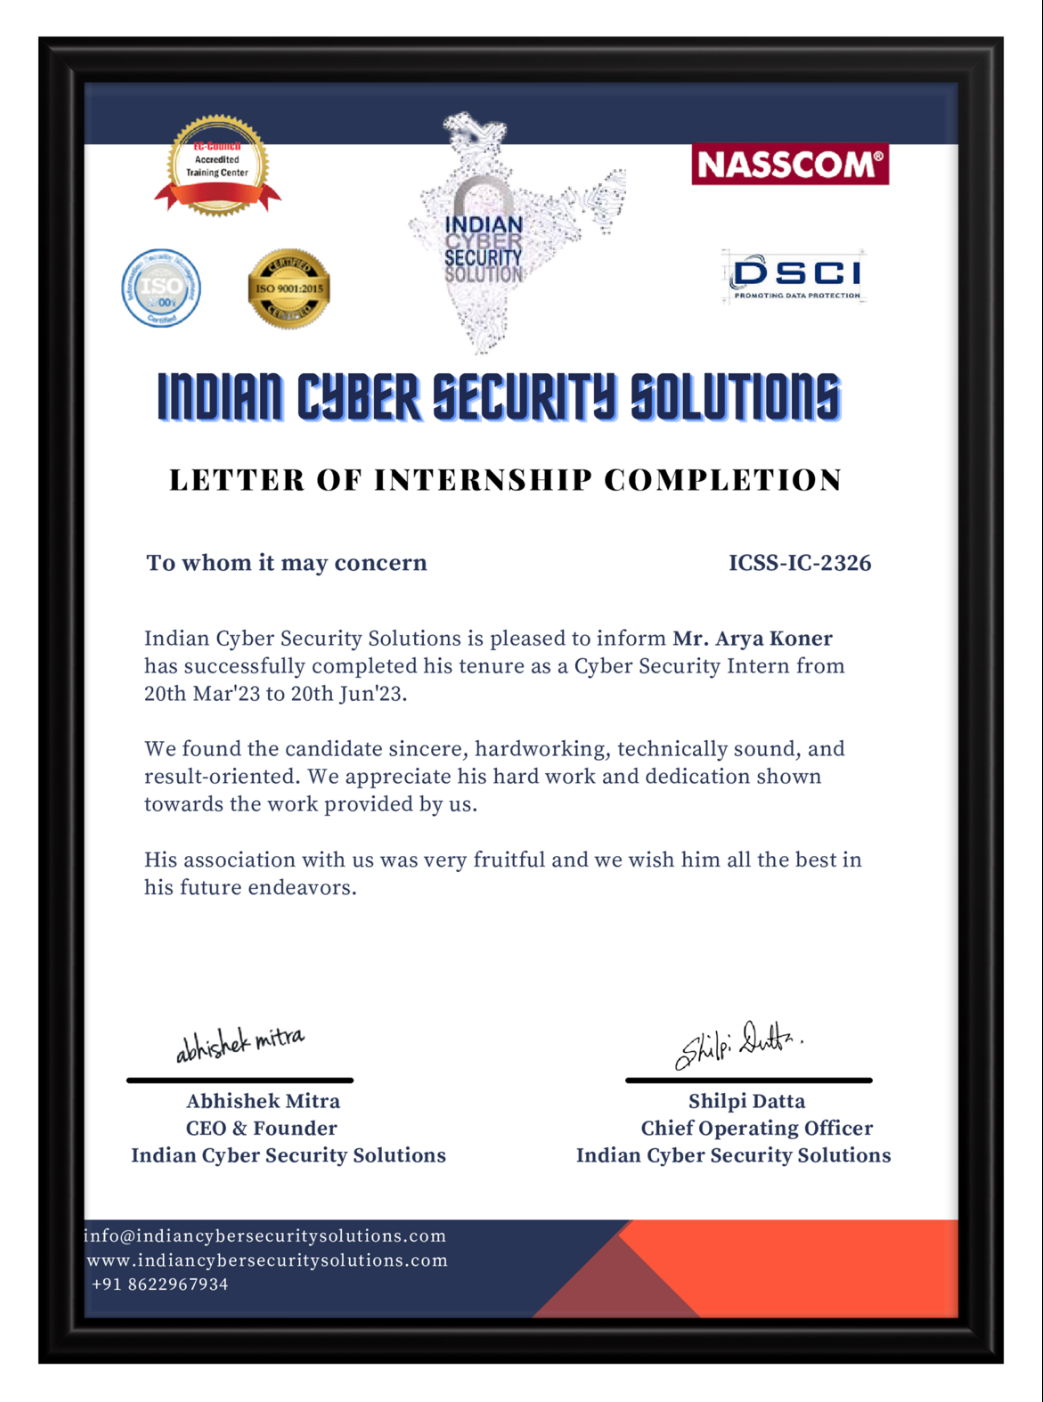 EC-Council
Accredited
Training Center
NASSCOM®
INDIAN
CYBER
SECURITY
SOLUTION
Information Security Management
ISO
Certified
CERTIFIED
ISO 9001:2015
CERTIFIED
DSCI
PROMOTING DATA PROTECTION
INDIAN CYBER SECURITY SOLUTIONS
LETTER OF INTERNSHIP COMPLETION
To whom it may concern
ICSS-IC-2326
Indian Cyber Security Solutions is pleased to inform Mr. Arya Koner
has successfully completed his tenure as a Cyber Security Intern from
20th Mar'23 to 20th Jun'23.
We found the candidate sincere, hardworking, technically sound, and
result-oriented. We appreciate his hard work and dedication shown
towards the work provided by us.
His association with us was very fruitful and we wish him all the best in
his future endeavors.
abhishek mitra
Shilpi Dutta.
Abhishek Mitra
CEO & Founder
Indian Cyber Security Solutions
Shilpi Datta
Chief Operating Officer
Indian Cyber Security Solutions
info@indiancybersecuritysolutions.com
www.indiancybersecuritysolutions.com
+91 8622967934